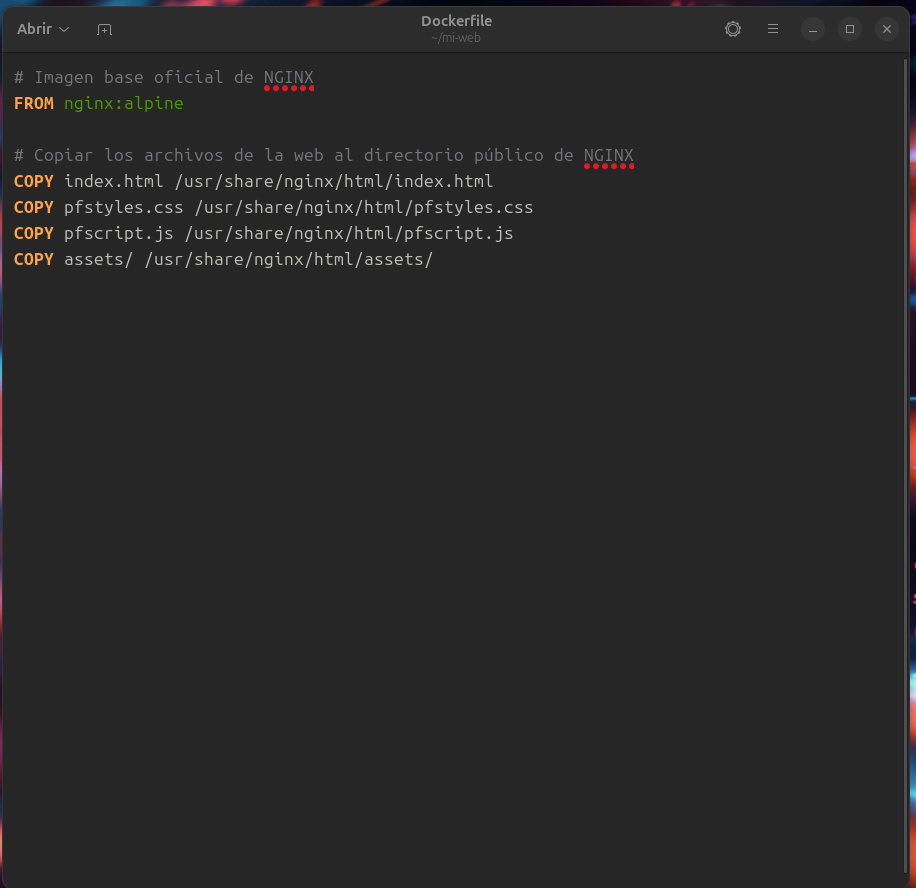 Abrir
Dockerfile
~/mi-web
# Imagen base oficial de NGINX
FROM nginx:alpine
# Copiar los archivos de la web al directorio público de NGINX
COPY index.html /usr/share/nginx/html/index.html
COPY pfstyles.css /usr/share/nginx/html/pfstyles.css
COPY pfscript.js /usr/share/nginx/html/pfscript.js
COPY assets/ /usr/share/nginx/html/assets/